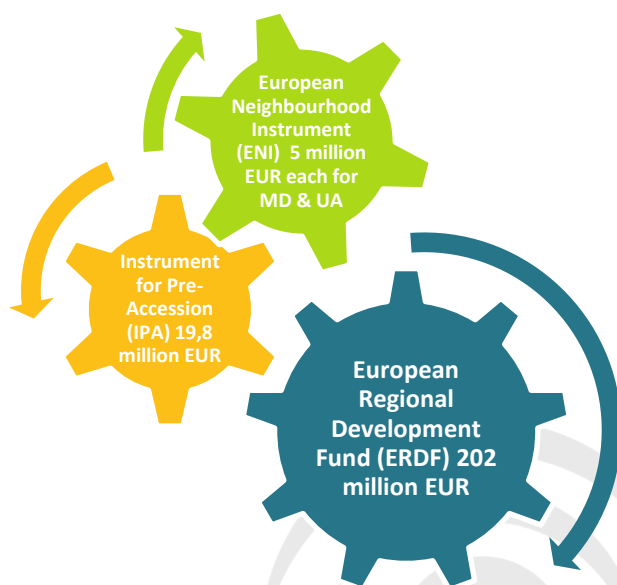 European
Neighbourhood
Instrument
(ENI) 5 million
EUR each for
MD & UA
Instrument
for Pre-
Accession
(IPA) 19,8
million EUR
European
Regional
Development
Fund (ERDF) 202
million EUR